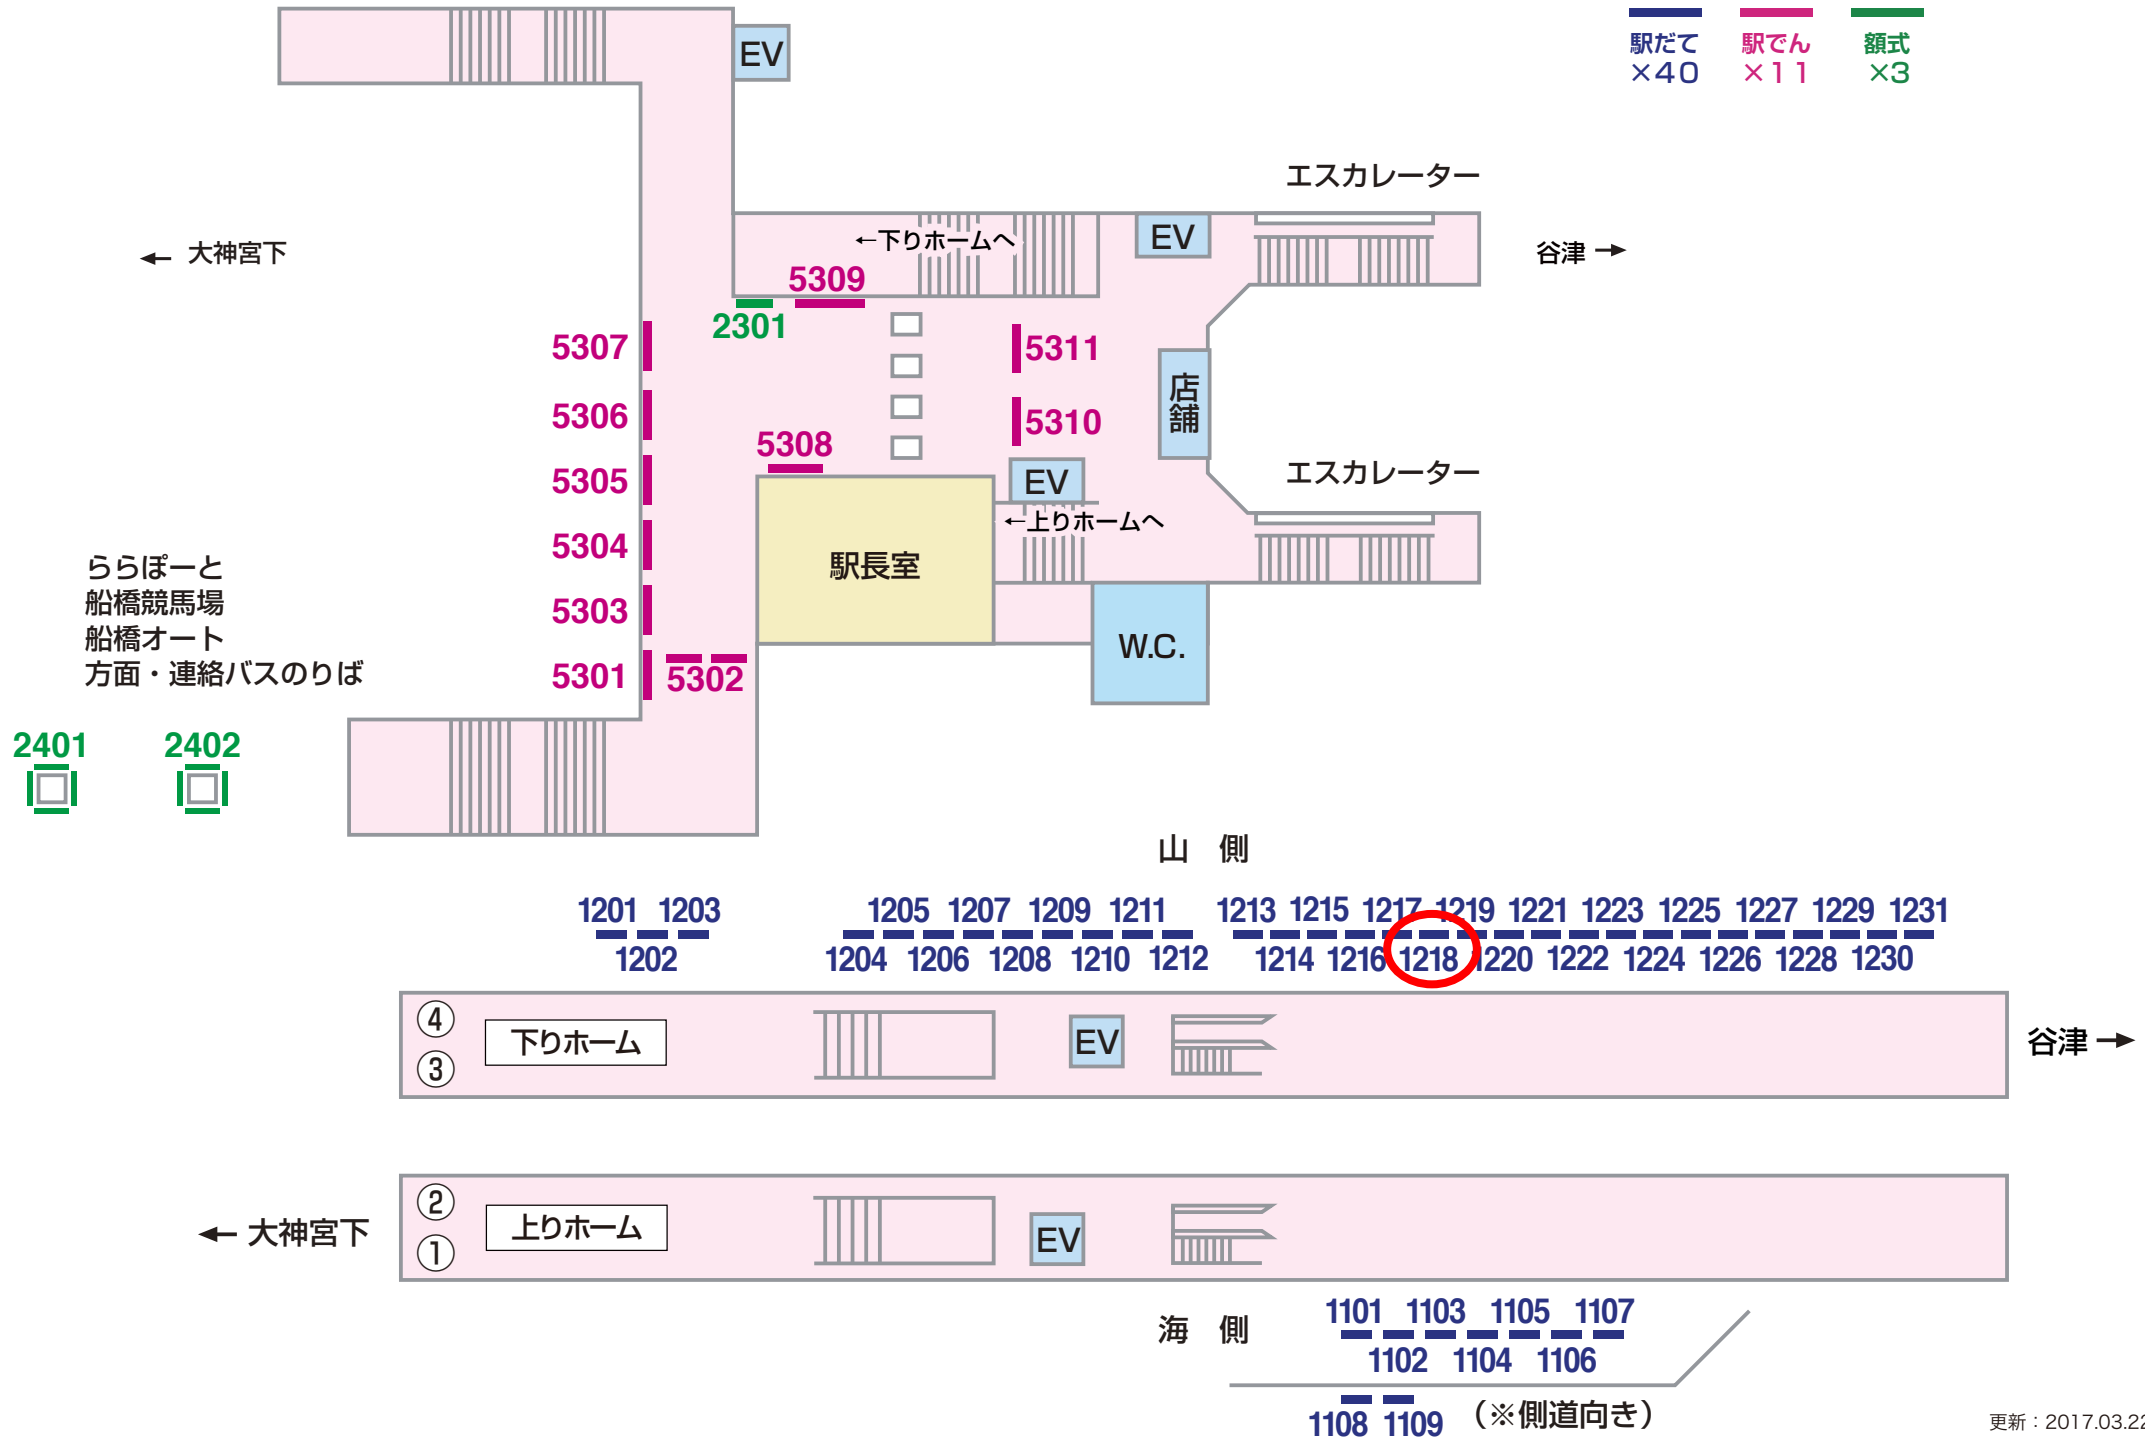 駅だて 駅でん 額式
×40 ×11 ×3
EV
エスカレーター
←下りホームへ
EV
← 大神宮下
谷津 →
5309
2301
5307
5311
店舗
5306
5310
5308
エスカレーター
5305
EV
←上りホームへ
5304
駅長室
ららぽーと
船橋競馬場
船橋オート
方面・連絡バスのりば
5303
W.C.
5301
5302
2401 2402
山 側
1201 1203 1205 1207 1209 1211 1213 1215 1217 1219 1221 1223 1225 1227 1229 1231
1202 1204 1206 1208 1210 1212 1214 1216 1218 1220 1222 1224 1226 1228 1230
④
下りホーム
EV
谷津 →
③
②
← 大神宮下
上りホーム
EV
①
海 側
1101 1103 1105 1107
1102 1104 1106
1108 1109 (※側道向き)
更新:2017.03.22